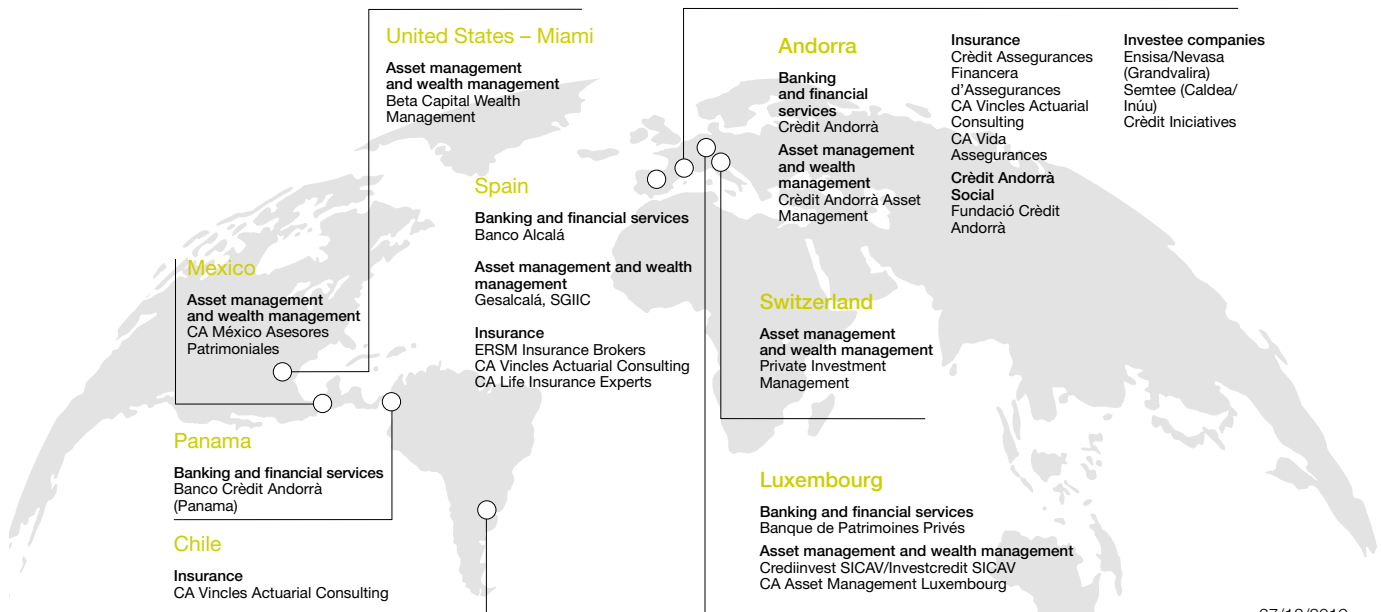 United States – Miami
Asset management
and wealth management
Beta Capital Wealth
Management
Andorra
Banking
and financial
services
Crèdit Andorrà
Asset management
and wealth
management
Crèdit Andorrà Asset
Management
Insurance
Crèdit Assegurances
Financera
d'Assegurances
CA Vincles Actuarial
Consulting
CA Vida
Assegurances
Crèdit Andorrà
Social
Fundació Crèdit
Andorrà
Investee companies
Ensisa/Nevasa
(Grandvalira)
Semtee (Caldea/
Inúu)
Crèdit Iniciatives
Spain
Banking and financial services
Banco Alcalá
Asset management and wealth
management
Gesalcalá, SGIIC
Insurance
ERSM Insurance Brokers
CA Vincles Actuarial Consulting
CA Life Insurance Experts
Mexico
Asset management
and wealth management
CA México Asesores
Patrimoniales
Switzerland
Asset management
and wealth management
Private Investment
Management
Panama
Banking and financial services
Banco Crèdit Andorrà
(Panama)
Chile
Insurance
CA Vincles Actuarial Consulting
Luxembourg
Banking and financial services
Banque de Patrimoines Privés
Asset management and wealth management
Crediinvest SICAV/Investcredit SICAV
CA Asset Management Luxembourg